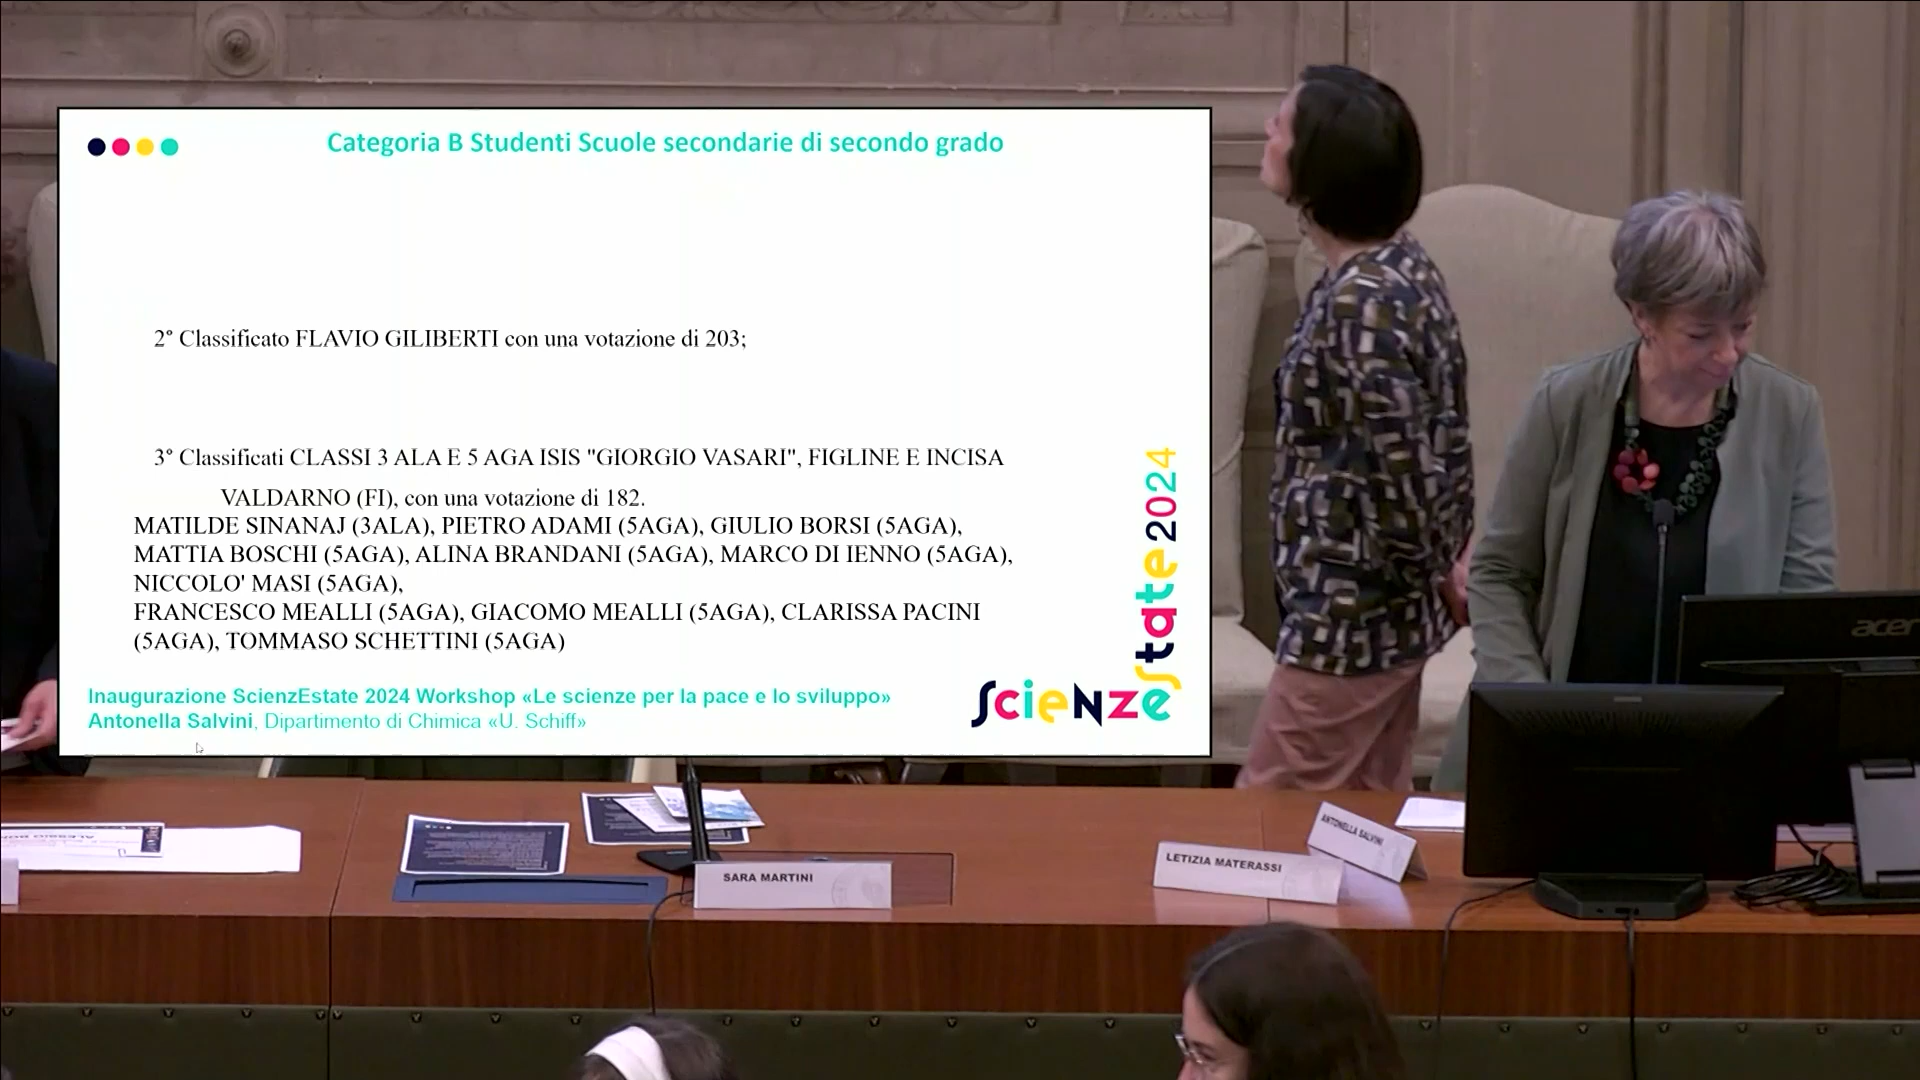 Categoria B Studenti Scuole secondarie di secondo grado
2° Classificato FLAVIO GILIBERTI con una votazione di 203;
3° Classificati CLASSI 3 ALA E 5 AGA ISIS "GIORGIO VASARI", FIGLINE E INCISA
VALDARNO (FI), con una votazione di 182.
MATILDE SINANAJ (3ALA), PIETRO ADAMI (5AGA), GIULIO BORSI (5AGA),
MATTIA BOSCHI (5AGA), ALINA BRANDANI (5AGA), MARCO DI IENNO (5AGA),
NICCOLO' MASI (5AGA),
FRANCESCO MEALLI (5AGA), GIACOMO MEALLI (5AGA), CLARISSA PACINI
(5AGA), TOMMASO SCHETTINI (5AGA)
Inaugurazione ScienzEstate 2024 Workshop «Le scienze per la pace e lo sviluppo»
Antonella Salvini, Dipartimento di Chimica «U. Schiff»
ScieNzEstate2024
acer
SARA MARTINI
LETIZIA MATERASSI
ANTONELLA SALVINI